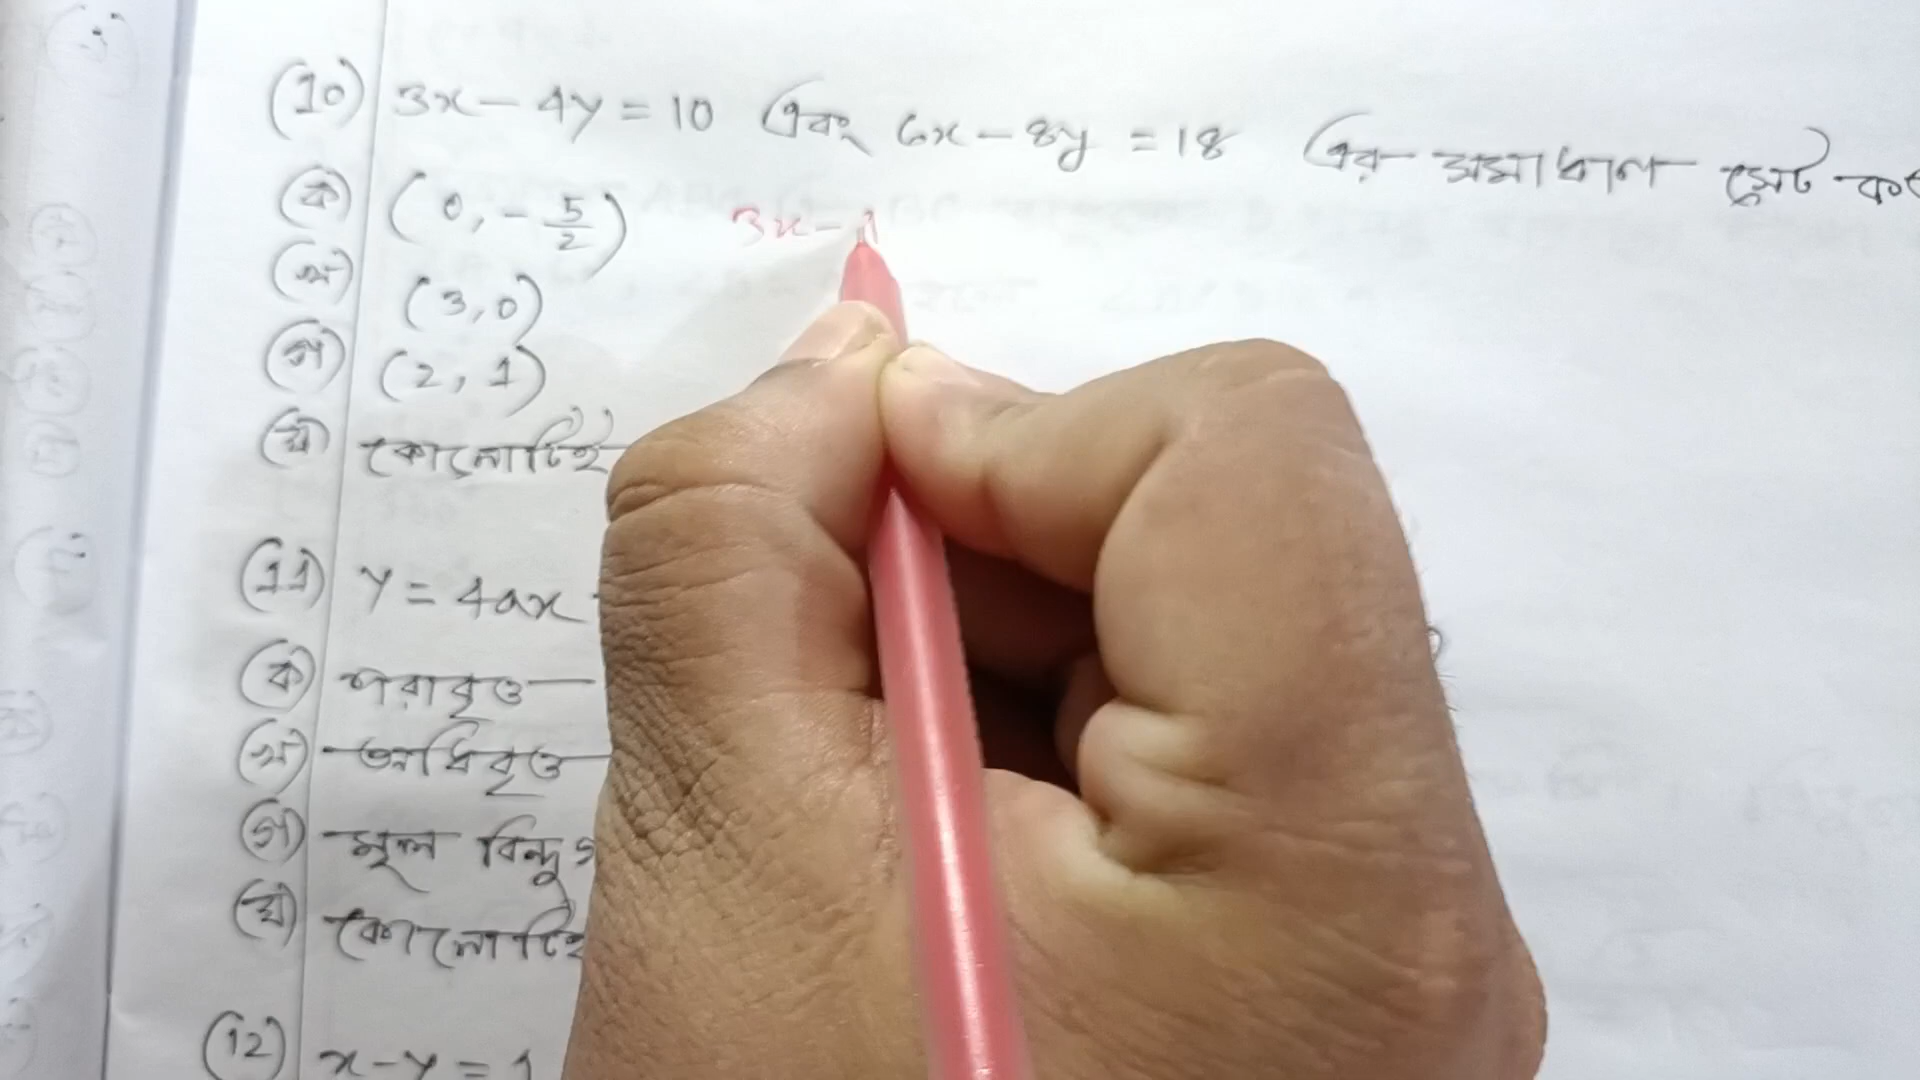 (10) 3x - 4y = 10 এবং 6x - 8y = 18 এর সমাধান সেট
(ক) (0, -5/2)
3x - 4
(খ) (3, 0)
(গ) (2, 1)
(ঘ) কোনোটিই
(11) y = 4ax
(ক) পরাবৃত্ত
(খ) অধিবৃত্ত
(গ) মূল বিন্দু
(ঘ) কোনোটিই
(12) x - y = 1